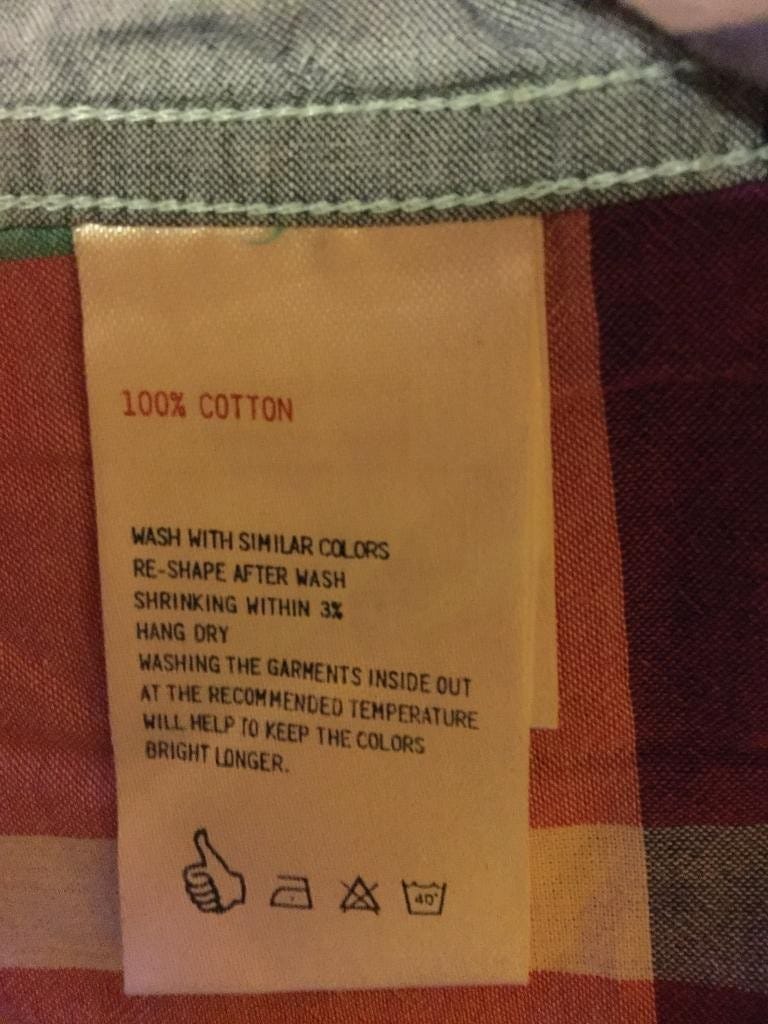 100% COTTON
WASH WITH SIMILAR COLORS
RE-SHAPE AFTER WASH
SHRINKING WITHIN 3%
HANG DRY
WASHING THE GARMENTS INSIDE OUT
AT THE RECOMMENDED TEMPERATURE
WILL HELP TO KEEP THE COLORS
BRIGHT LONGER.
40°